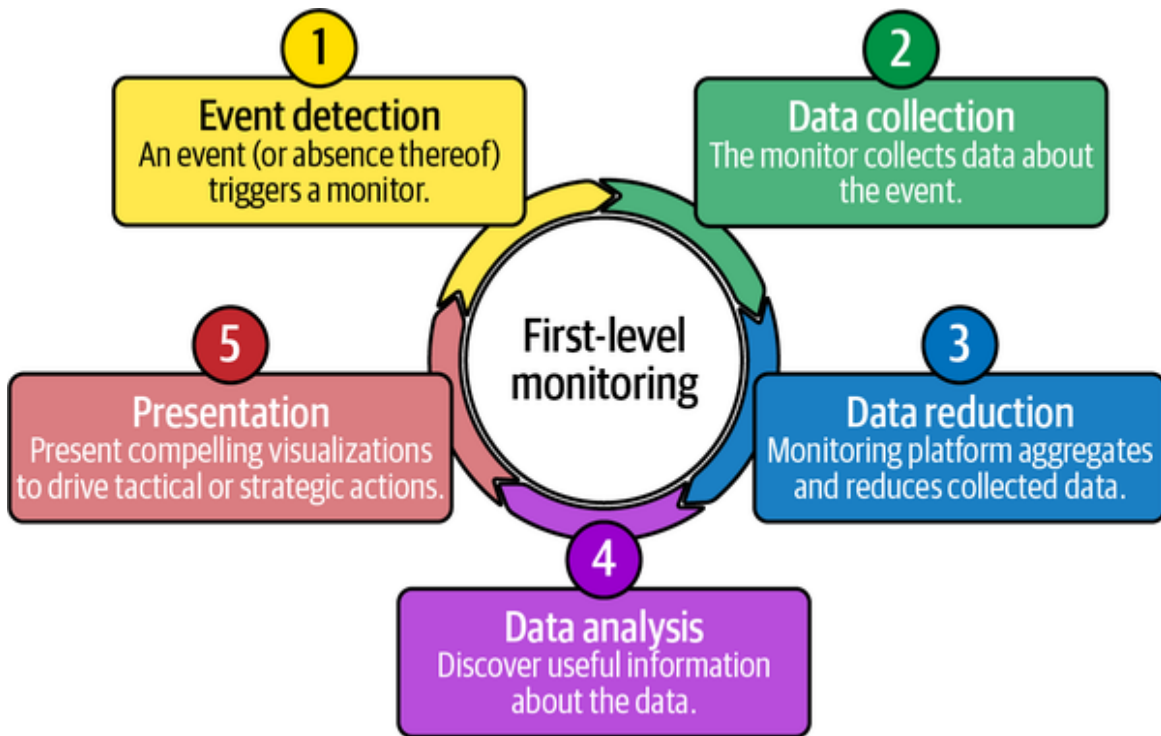 1
Event detection
An event (or absence thereof)
triggers a monitor.
2
Data collection
The monitor collects data about
the event.
3
Data reduction
Monitoring platform aggregates
and reduces collected data.
4
Data analysis
Discover useful information
about the data.
5
Presentation
Present compelling visualizations
to drive tactical or strategic actions.
First-level
monitoring